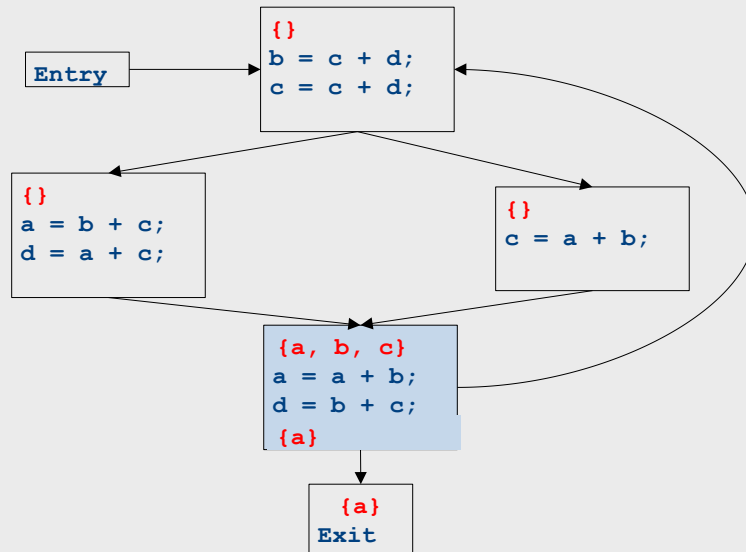 Entry
{}
b = c + d;
c = c + d;
{}
a = b + c;
d = a + c;
{}
c = a + b;
{a, b, c}
a = a + b;
d = b + c;
{a}
{a}
Exit